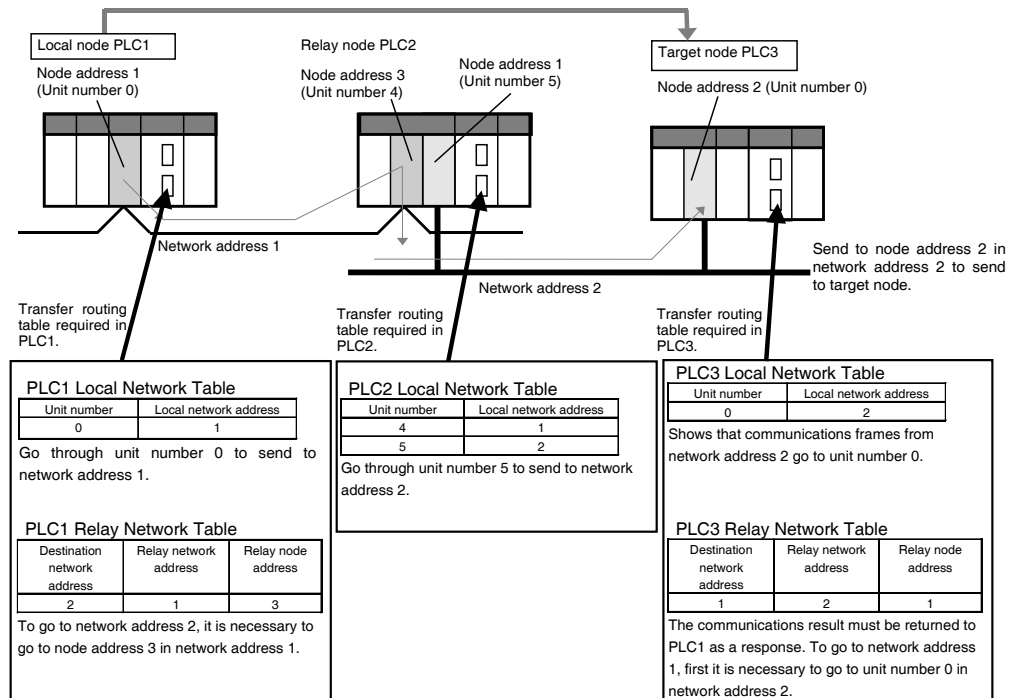 Local node PLC1
Node address 1
(Unit number 0)
Relay node PLC2
Node address 3
(Unit number 4)
Node address 1
(Unit number 5)
Target node PLC3
Node address 2 (Unit number 0)
Network address 1
Network address 2
Send to node address 2 in
network address 2 to send
to target node.
Transfer routing
table required in
PLC1.
Transfer routing
table required in
PLC2.
Transfer routing
table required in
PLC3.
PLC1 Local Network Table
Unit number Local network address
0 1
Go through unit number 0 to send to
network address 1.
PLC1 Relay Network Table
Destination
network
address
Relay network
address
Relay node
address
2 1 3
To go to network address 2, it is necessary to
go to node address 3 in network address 1.
PLC2 Local Network Table
Unit number Local network address
4 1
5 2
Go through unit number 5 to send to network
address 2.
PLC3 Local Network Table
Unit number Local network address
0 2
Shows that communications frames from
network address 2 go to unit number 0.
PLC3 Relay Network Table
Destination
network
address
Relay network
address
Relay node
address
1 2 1
The communications result must be returned to
PLC1 as a response. To go to network address
1, first it is necessary to go to unit number 0 in
network address 2.